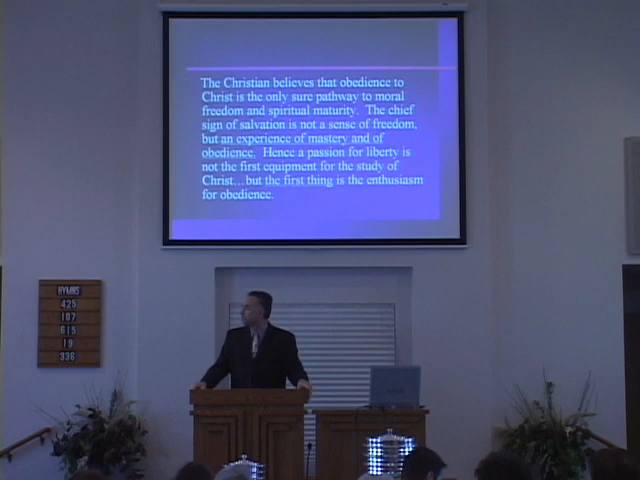 The Christian believes that obedience to
Christ is the only sure pathway to moral
freedom and spiritual maturity. The chief
sign of salvation is not a sense of freedom,
but an experience of mastery and of
obedience. Hence a passion for liberty is
not the first equipment for the study of
Christ…but the first thing is the enthusiasm
for obedience.
HYMNS
425
187
615
19
336